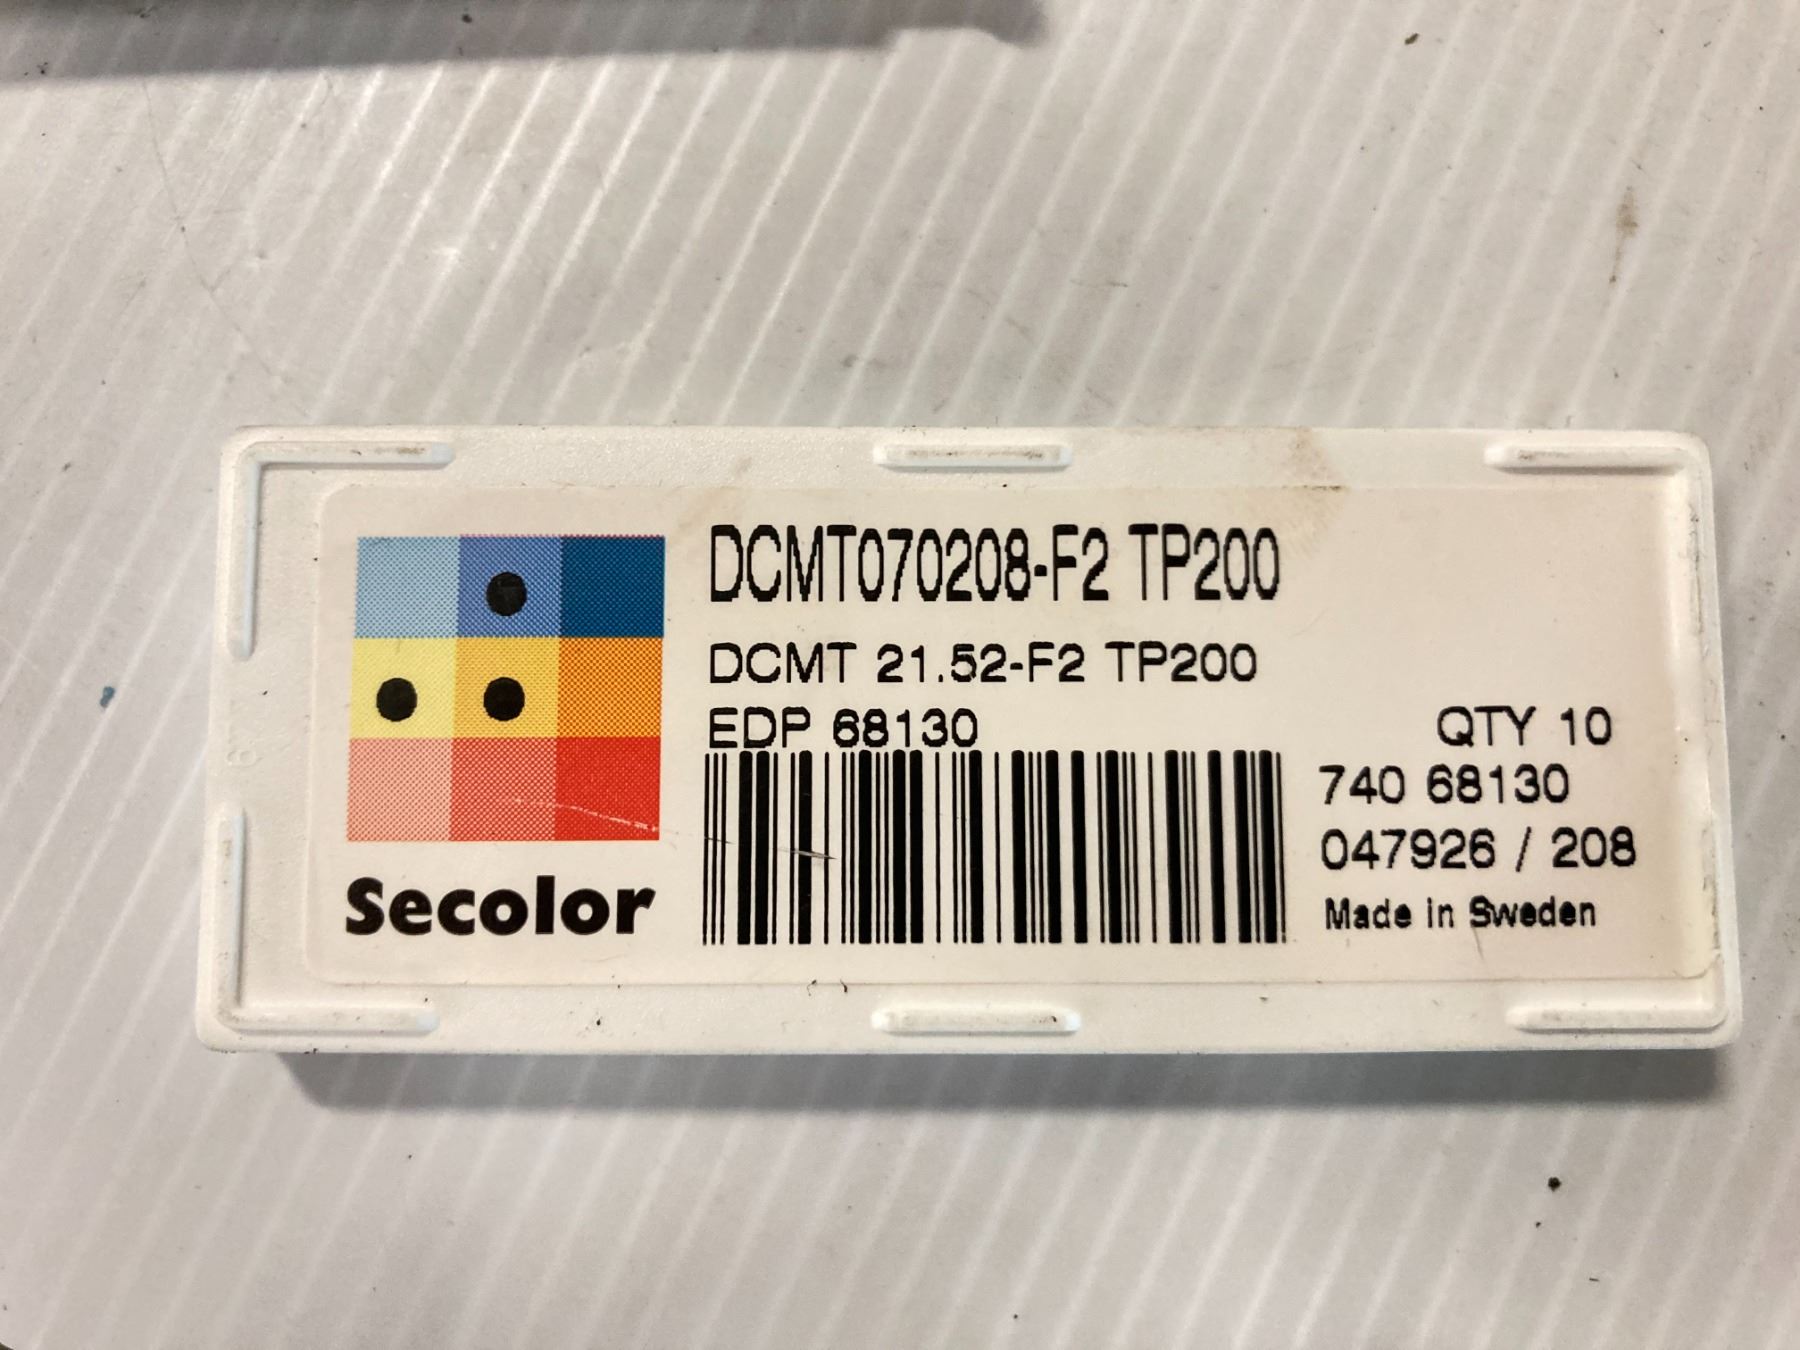 DCMT070208-F2 TP200
DCMT 21.52-F2 TP200
EDP 68130
QTY 10
740 68130
047926 / 208
Made in Sweden
Secolor